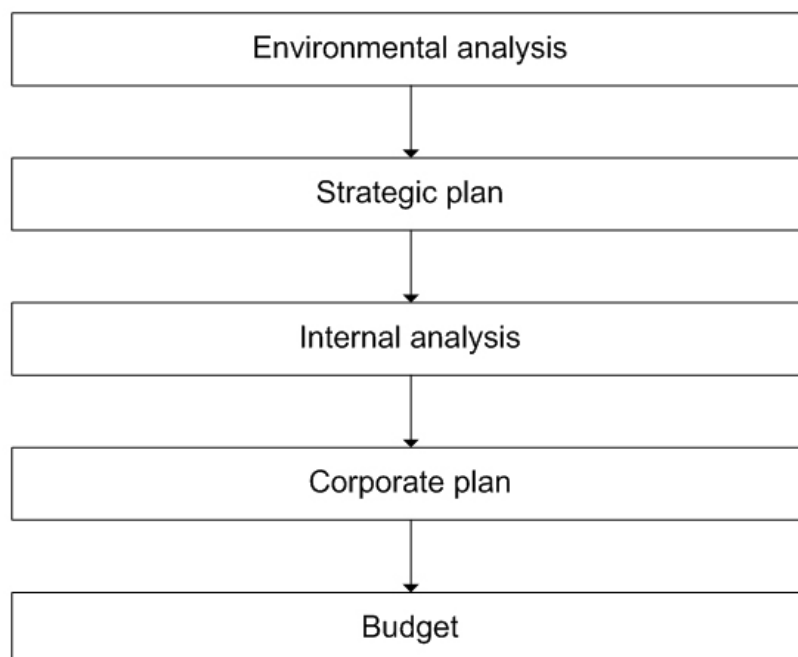 Environmental analysis
Strategic plan
Internal analysis
Corporate plan
Budget